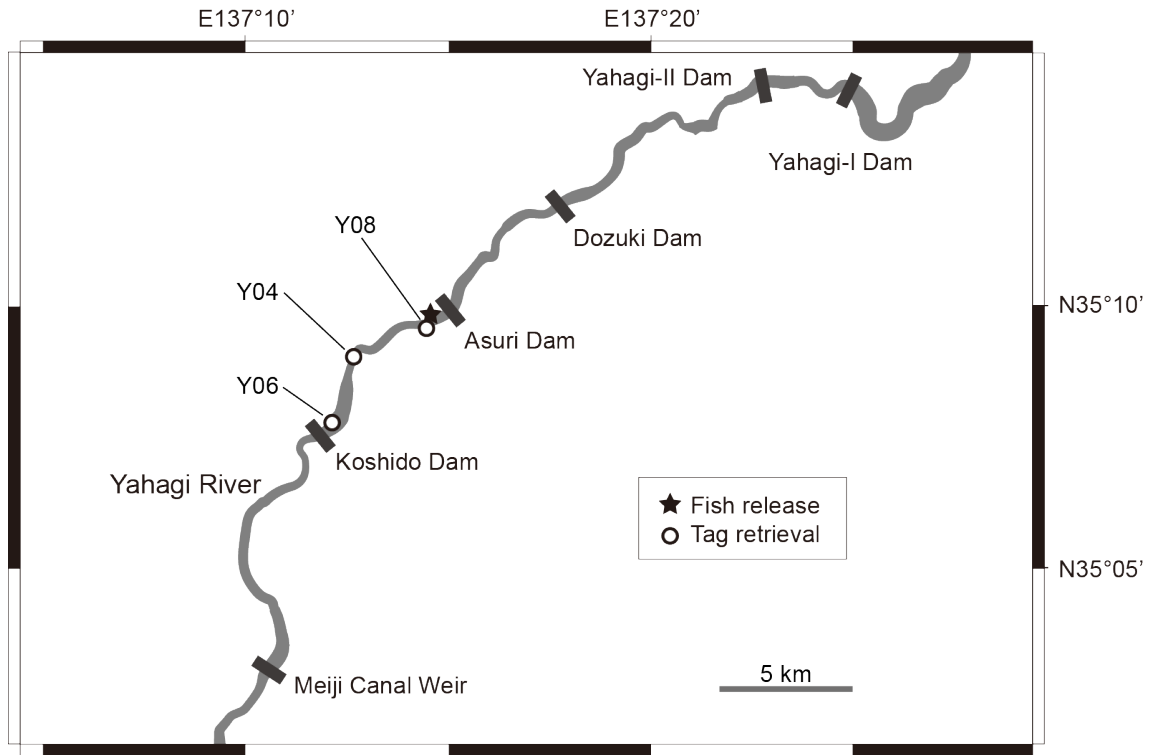 E137°10’
E137°20’
Yahagi-II Dam
Yahagi-I Dam
Y08
Dozuki Dam
Y04
N35°10’
Asuri Dam
Y06
Koshido Dam
Yahagi River
Fish release
Tag retrieval
N35°05’
5 km
Meiji Canal Weir